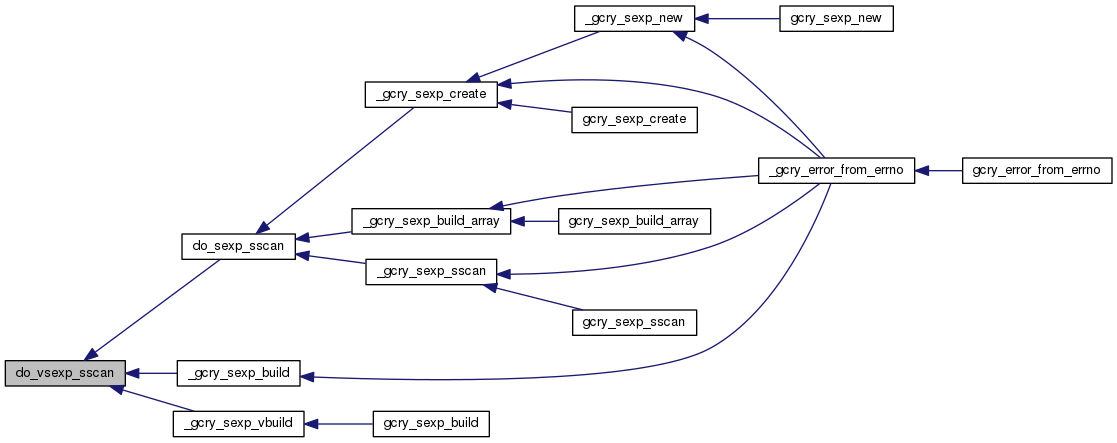 _gcry_sexp_new
gcry_sexp_new
_gcry_sexp_create
gcry_sexp_create
_gcry_error_from_errno
gcry_error_from_errno
_gcry_sexp_build_array
gcry_sexp_build_array
do_sexp_sscan
_gcry_sexp_sscan
gcry_sexp_sscan
do_vsexp_sscan
_gcry_sexp_build
_gcry_sexp_vbuild
gcry_sexp_build